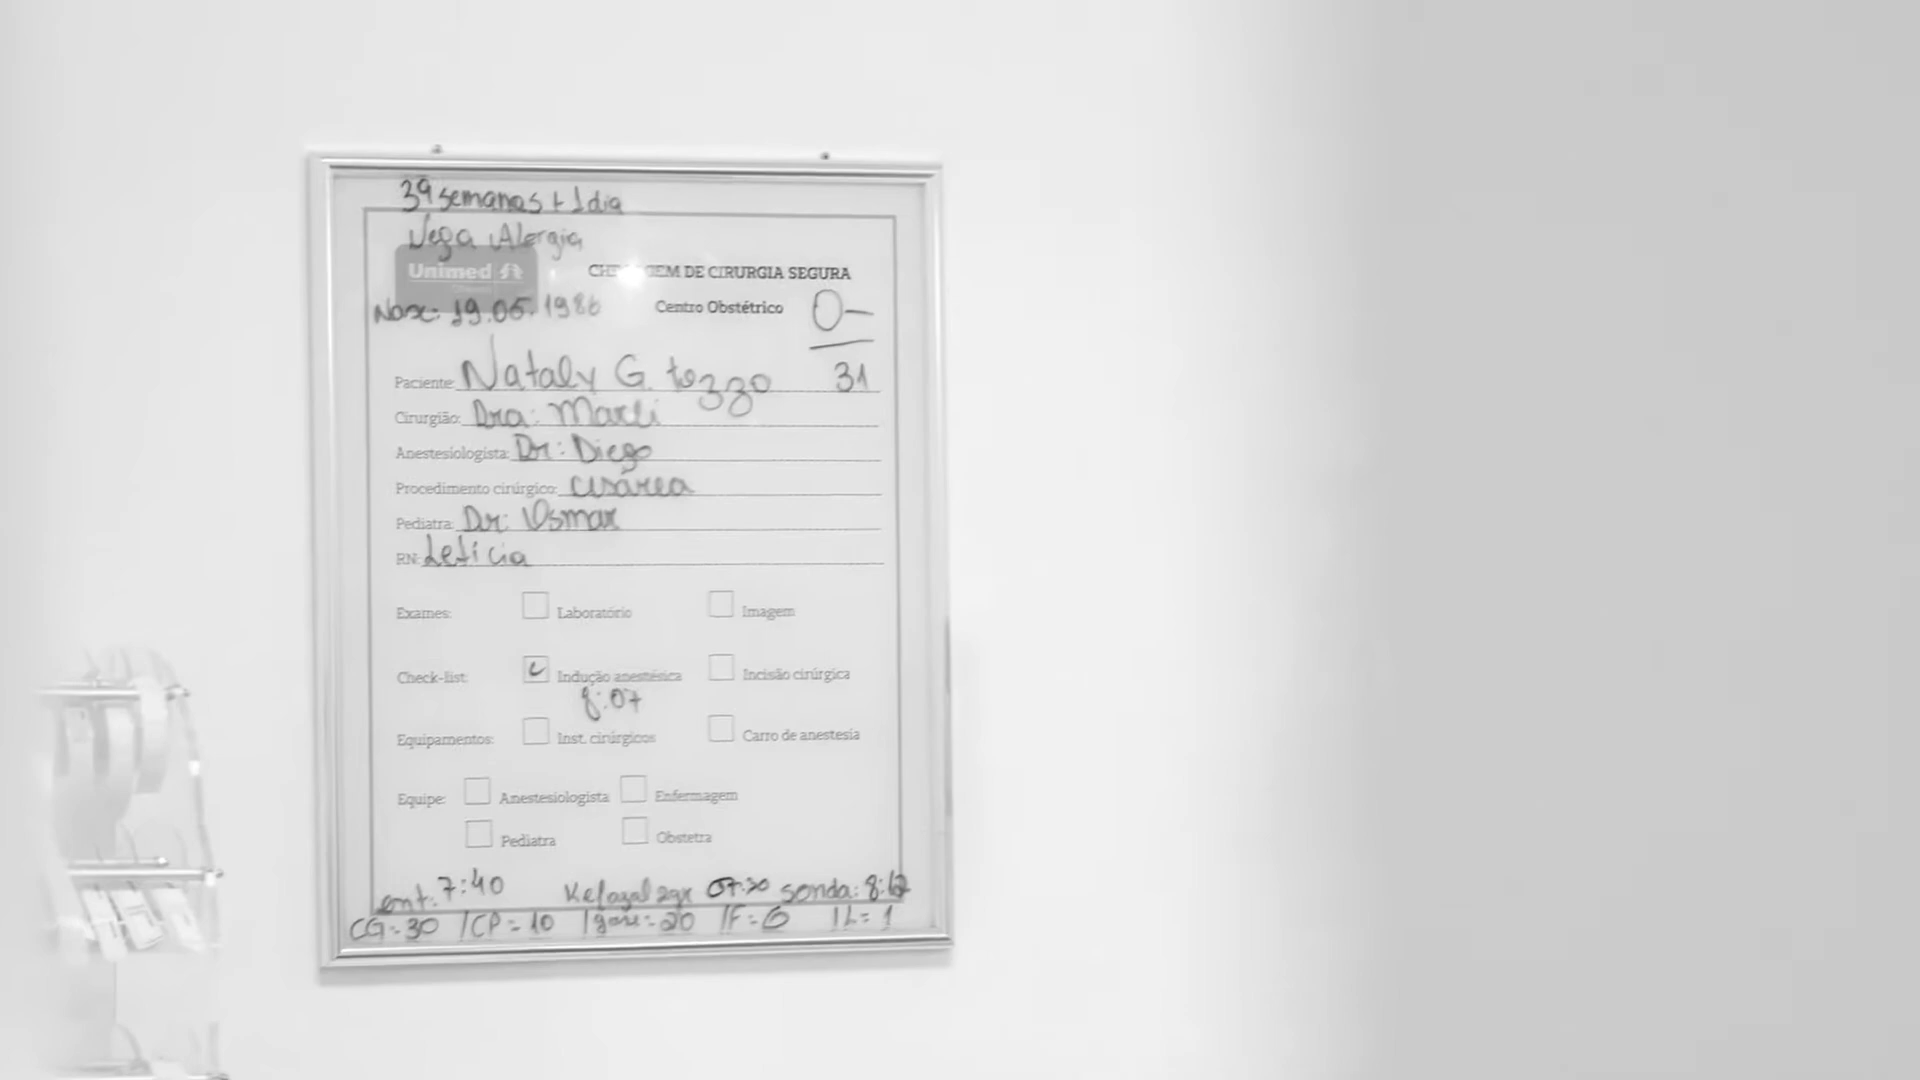 39 semanas + 1 dia
Nega Alergia
Unimed
DE CIRURGIA SEGURA
Nasc: 19.05.1986
Centro Obstétrico
O-
Paciente: Nataly G. tozzo 31
Cirurgião: Dra: Marli
Anestesiologista: Dr: Diego
Procedimento cirúrgico: cesárea
Pediatra: Dr: Osmar
RN: Letícia
Exames: Laboratório Imagem
Check-list: Indução anestésica Incisão cirúrgica
8:07
Equipamentos: Inst. cirúrgicos Carro de anestesia
Equipe: Anestesiologista Enfermagem
Pediatra Obstetra
ent. 7:40 Kefazol 2gr sonda:
CG=30 /CP=10 /gaze=20 /F=6 /L=1